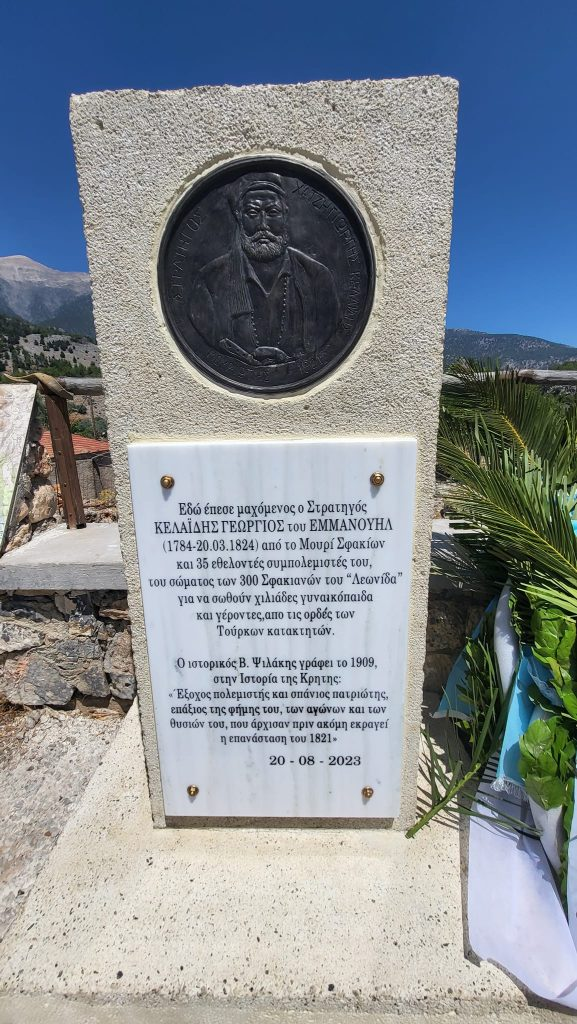 ΣΤΡΑΤΗΓΟΣ
Εδώ έπεσε μαχόμενος ο Στρατηγός
ΚΕΛΑΪΔΗΣ ΓΕΩΡΓΙΟΣ του ΕΜΜΑΝΟΥΗΛ
(1784-20.03.1824) από το Μουρί Σφακίων
και 35 εθελοντές συμπολεμιστές του,
του σώματος των 300 Σφακιανών του “Λεωνίδα”
για να σωθούν χιλιάδες γυναικόπαιδα
και γέροντες,απο τις ορδές των
Τούρκων κατακτητών.
Ο ιστορικός Β. Ψιλάκης γράφει το 1909,
στην Ιστορία της Κρητης:
«Έξοχος πολεμιστής και σπάνιος πατριώτης,
επάξιος της φήμης του, των αγώνων και των
θυσιών του, που άρχισαν πριν ακόμη εκραγεί
η επανάσταση του 1821»
20 - 08 - 2023